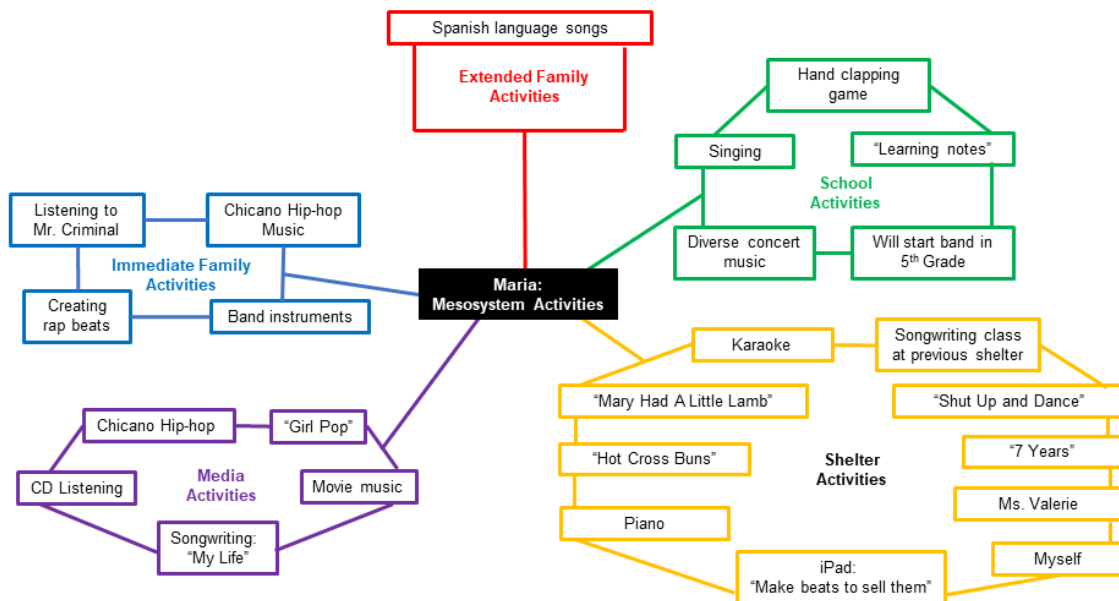 Spanish language songs
Extended Family
Activities
Hand clapping
game
Singing
“Learning notes”
School
Activities
Diverse concert
music
Will start band in
5th Grade
Listening to
Mr. Criminal
Chicano Hip-hop
Music
Immediate Family
Activities
Creating
rap beats
Band instruments
Maria:
Mesosystem Activities
Karaoke
Songwriting class
at previous shelter
“Mary Had A Little Lamb”
“Shut Up and Dance”
“Hot Cross Buns”
“7 Years”
Shelter
Activities
Piano
Ms. Valerie
Myself
iPad:
“Make beats to sell them”
Chicano Hip-hop
“Girl Pop”
CD Listening
Media
Activities
Movie music
Songwriting:
“My Life”